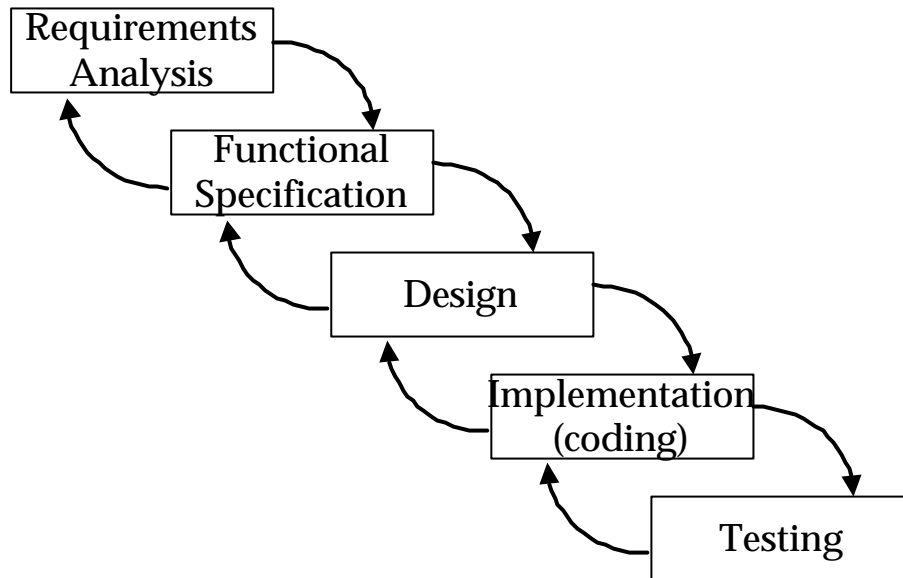 Requirements
Analysis
Functional
Specification
Design
Implementation
(coding)
Testing